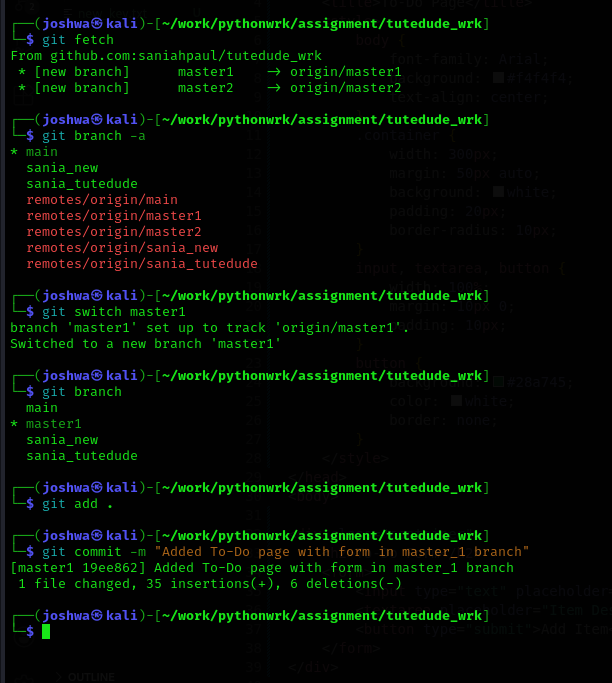 ┌──(joshwa㉿kali)-[~/work/pythonwrk/assignment/tutedude_wrk]
└─$ git fetch
From github.com:saniahpaul/tutedude_wrk
 * [new branch]      master1    -> origin/master1
 * [new branch]      master2    -> origin/master2
┌──(joshwa㉿kali)-[~/work/pythonwrk/assignment/tutedude_wrk]
└─$ git branch -a
* main
  sania_new
  sania_tutedude
  remotes/origin/main
  remotes/origin/master1
  remotes/origin/master2
  remotes/origin/sania_new
  remotes/origin/sania_tutedude
┌──(joshwa㉿kali)-[~/work/pythonwrk/assignment/tutedude_wrk]
└─$ git switch master1
branch 'master1' set up to track 'origin/master1'.
Switched to a new branch 'master1'
┌──(joshwa㉿kali)-[~/work/pythonwrk/assignment/tutedude_wrk]
└─$ git branch
  main
* master1
  sania_new
  sania_tutedude
┌──(joshwa㉿kali)-[~/work/pythonwrk/assignment/tutedude_wrk]
└─$ git add .
┌──(joshwa㉿kali)-[~/work/pythonwrk/assignment/tutedude_wrk]
└─$ git commit -m "Added To-Do page with form in master_1 branch"
[master1 19ee862] Added To-Do page with form in master_1 branch
 1 file changed, 35 insertions(+), 6 deletions(-)
┌──(joshwa㉿kali)-[~/work/pythonwrk/assignment/tutedude_wrk]
└─$